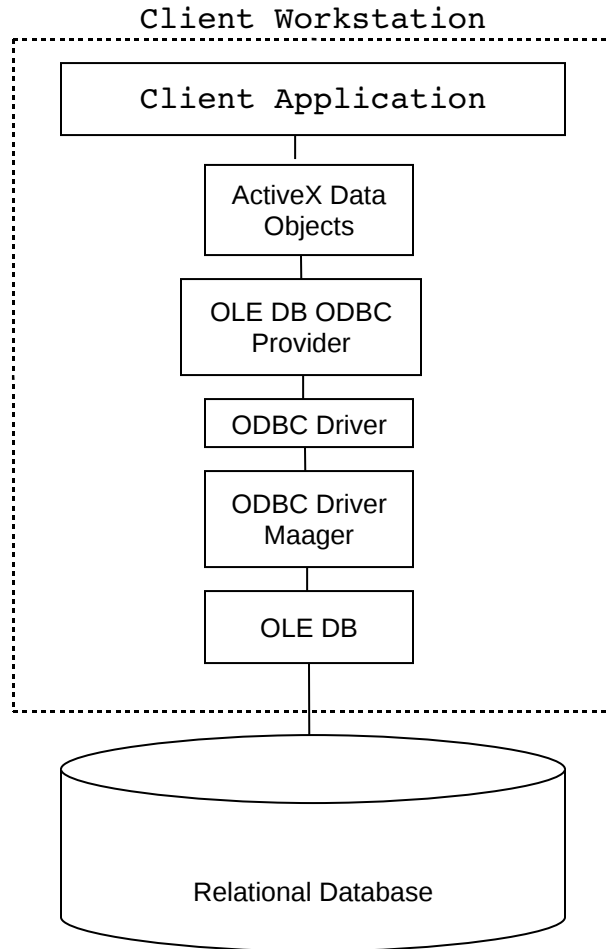 Client Workstation
Client Application
ActiveX Data
Objects
OLE DB ODBC
Provider
ODBC Driver
ODBC Driver
Maager
OLE DB
Relational Database